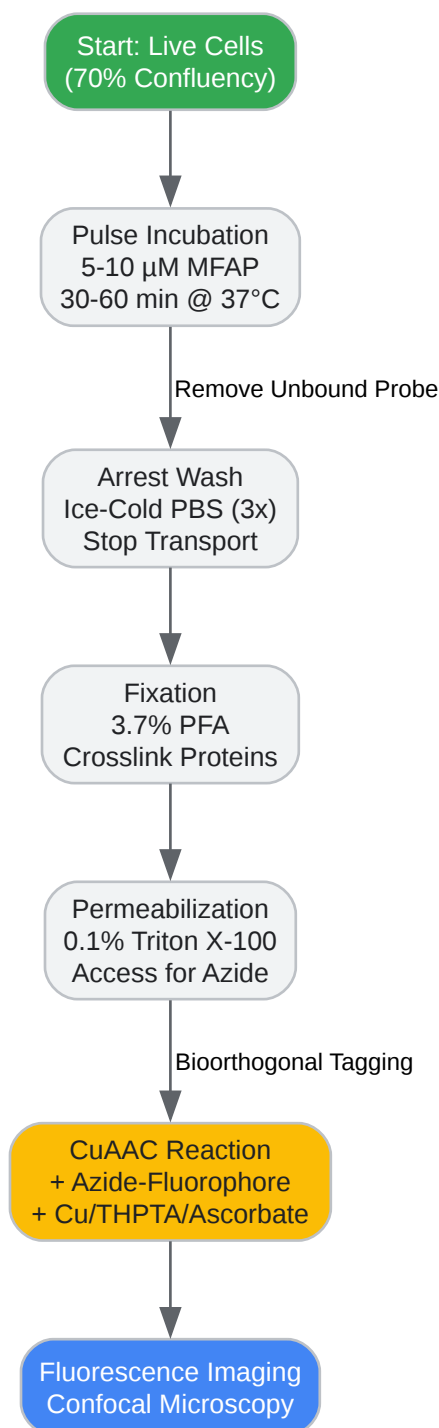 Start: Live Cells
(70% Confluency)
Pulse Incubation
5-10 µM MFAP
30-60 min @ 37°C
Remove Unbound Probe
Arrest Wash
Ice-Cold PBS (3x)
Stop Transport
Fixation
3.7% PFA
Crosslink Proteins
Permeabilization
0.1% Triton X-100
Access for Azide
Bioorthogonal Tagging
CuAAC Reaction
+ Azide-Fluorophore
+ Cu/THPTA/Ascorbate
Fluorescence Imaging
Confocal Microscopy